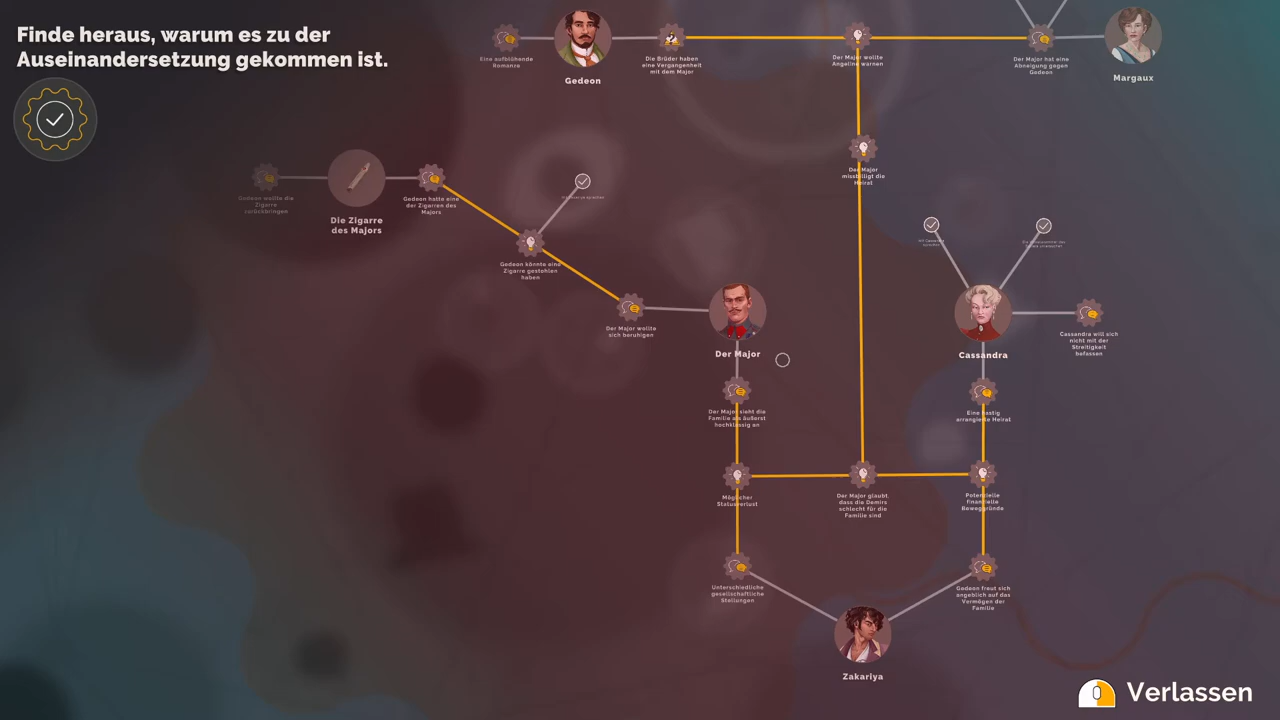 Finde heraus, warum es zu der
Auseinandersetzung gekommen ist.
Eine aufblühende
Romanze
Gedeon
Die Brüder haben
eine Vergangenheit
mit dem Major
Der Major wollte
Angeline warnen
Der Major hat eine
Abneigung gegen
Gedeon
Margaux
Der Major
missbilligt die
Heirat
Gedeon wollte die
Zigarre
zurückbringen
Die Zigarre
des Majors
Gedeon hatte eine
der Zigarren des
Majors
Gedeon könnte eine
Zigarre gestohlen
haben
Der Major wollte
sich beruhigen
Der Major
Cassandra
Cassandra will sich
nicht mit der
Streitigkeit
befassen
Der Major sieht die
Familie als äußerst
hochklassig an
Eine hastig
arrangierte Heirat
Möglicher
Statusverlust
Der Major glaubt,
dass die Demirs
schlecht für die
Familie sind
Potenzielle
finanzielle
Beweggründe
Unterschiedliche
gesellschaftliche
Stellungen
Gedeon freut sich
angeblich auf das
Vermögen der
Familie
Zakariya
Verlassen